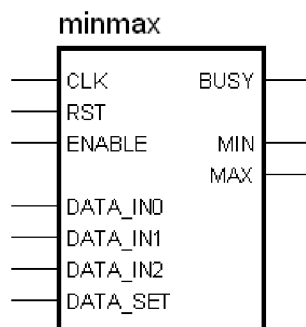 minmax
CLK BUSY
RST
ENABLE MIN
MAX
DATA_IN0
DATA_IN1
DATA_IN2
DATA_SET